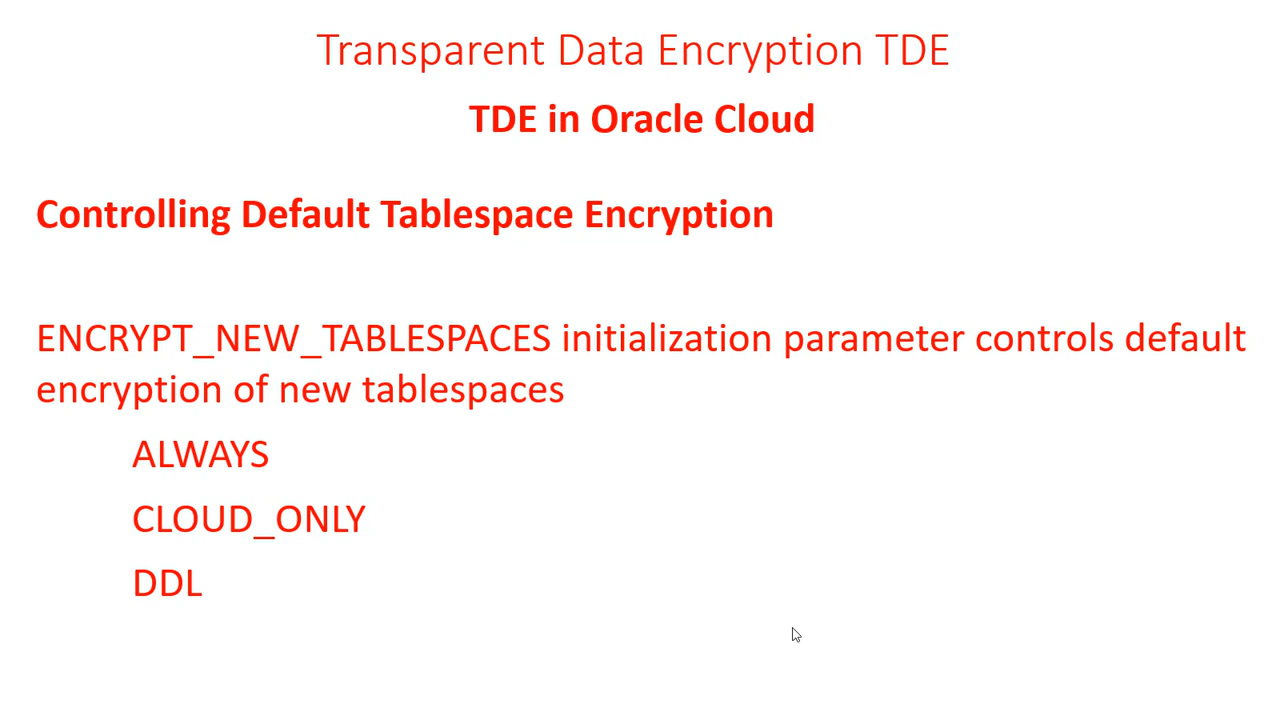 Transparent Data Encryption TDE
TDE in Oracle Cloud
Controlling Default Tablespace Encryption
ENCRYPT_NEW_TABLESPACES initialization parameter controls default
encryption of new tablespaces
ALWAYS
CLOUD_ONLY
DDL